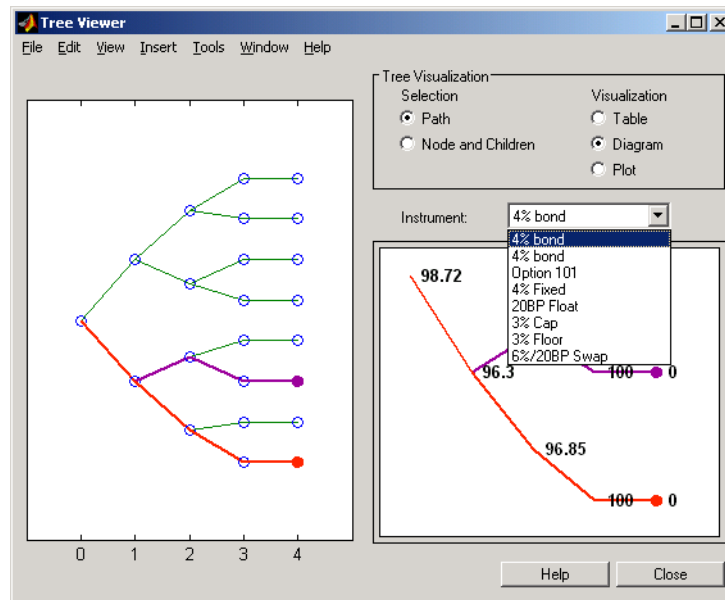 Tree Viewer
File Edit View Insert Tools Window Help
Tree Visualization
Selection Visualization
Path Table
Node and Children Diagram
Plot
Instrument: 4% bond
4% bond
4% bond
Option 101
4% Fixed
20BP Float
3% Cap
3% Floor
6%/20BP Swap
98.72
96.3 100 0
96.85
100 0
0 1 2 3 4
Help Close